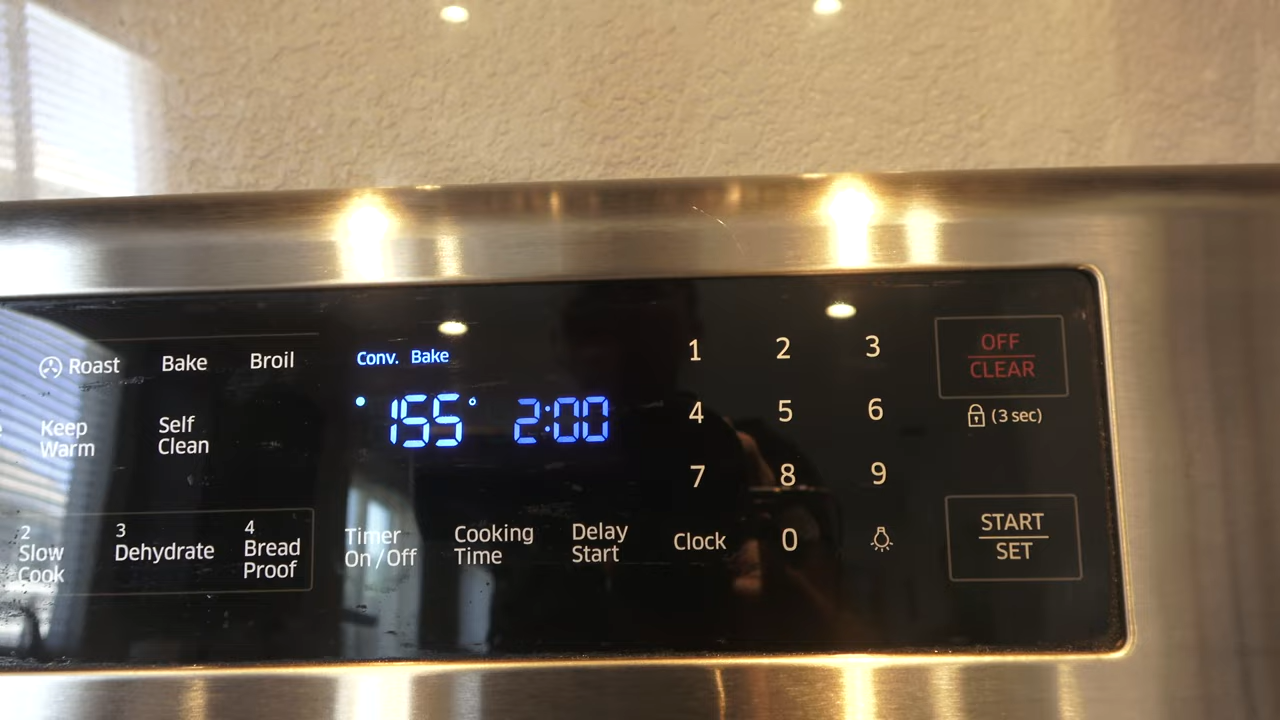 Roast Bake Broil
Keep Warm
Self Clean
2 Slow Cook
3 Dehydrate
4 Bread Proof
Conv. Bake
155° 2:00
Timer On/Off
Cooking Time
Delay Start
Clock
1 2 3
4 5 6
7 8 9
0
OFF
CLEAR
(3 sec)
START
SET